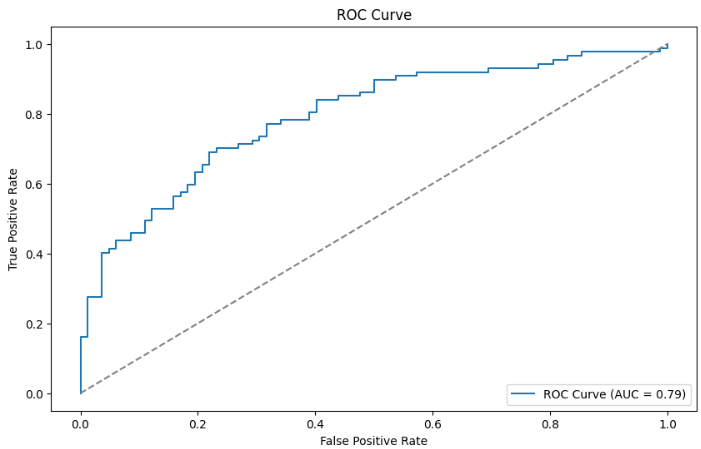 ROC Curve
1.0
0.8
0.6
0.4
0.2
0.0
True Positive Rate
ROC Curve (AUC = 0.79)
0.0 0.2 0.4 0.6 0.8 1.0
False Positive Rate